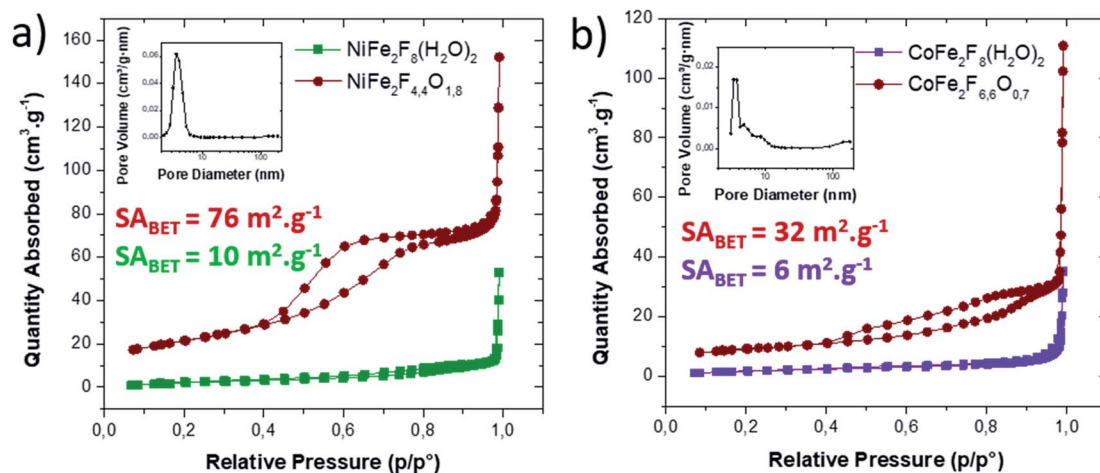 a)
NiFe2F8(H2O)2
NiFe2F4,4O1,8
Pore Volume (cm³/g·nm)
0,06
0,04
0,02
0,00
10
100
Pore Diameter (nm)
SABET = 76 m².g⁻¹
SABET = 10 m².g⁻¹
Quantity Absorbed (cm³.g⁻¹)
160
140
120
100
80
60
40
20
0
0,0 0,2 0,4 0,6 0,8 1,0
Relative Pressure (p/p°)
b)
CoFe2F8(H2O)2
CoFe2F6,6O0,7
Pore Volume (cm³/g·nm)
0,02
0,01
0,00
10
100
Pore Diameter (nm)
SABET = 32 m².g⁻¹
SABET = 6 m².g⁻¹
Quantity Absorbed (cm³.g⁻¹)
120
100
80
60
40
20
0
0,0 0,2 0,4 0,6 0,8 1,0
Relative Pressure (p/p°)